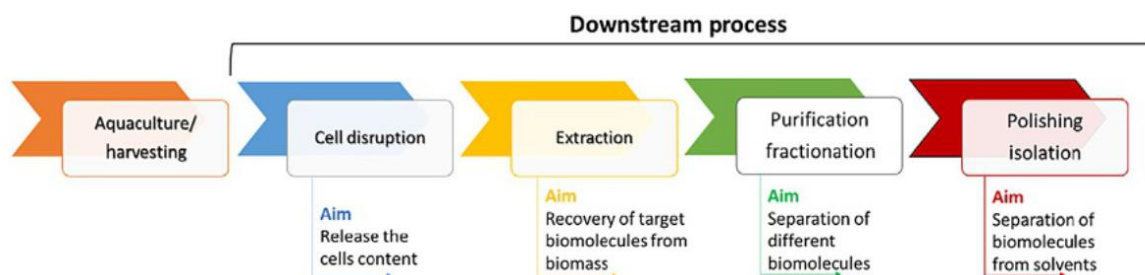 Downstream process
Aquaculture/
harvesting
Cell disruption
Extraction
Purification
fractionation
Polishing
isolation
Aim
Release the
cells content
Aim
Recovery of target
biomolecules from
biomass
Aim
Separation of
different
biomolecules
Aim
Separation of
biomolecules
from solvents